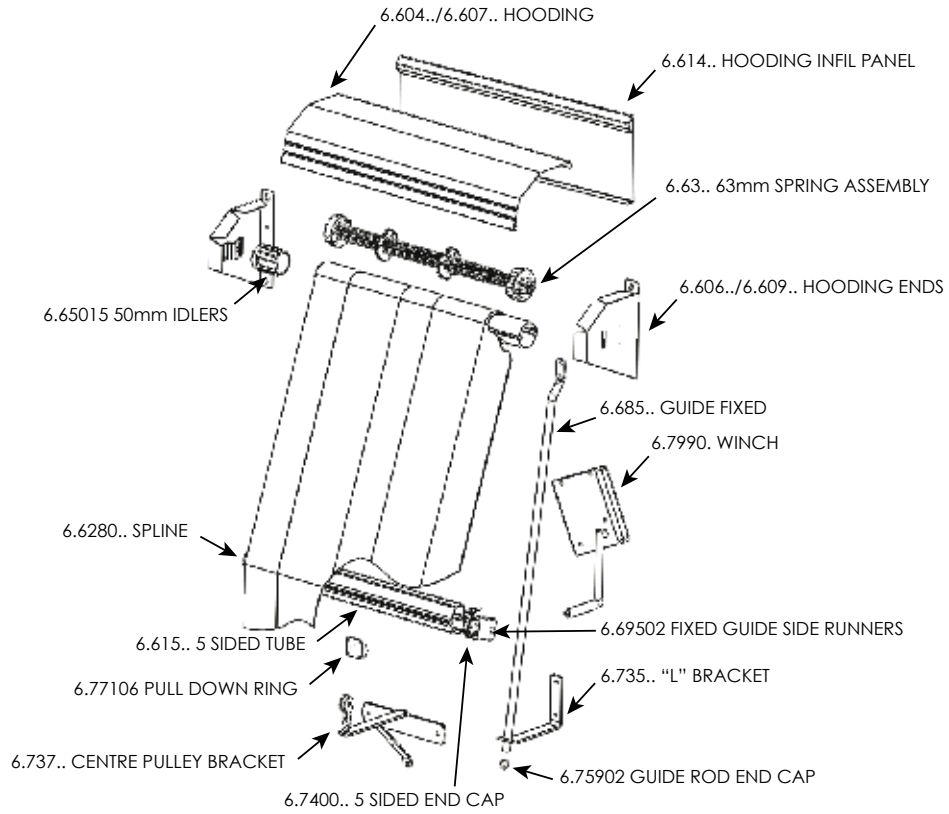 6.604../6.607.. HOODING
6.614.. HOODING INFIL PANEL
6.63.. 63mm SPRING ASSEMBLY
6.606../6.609.. HOODING ENDS
6.65015 50mm IDLERS
6.685.. GUIDE FIXED
6.7990. WINCH
6.6280.. SPLINE
6.69502 FIXED GUIDE SIDE RUNNERS
6.615.. 5 SIDED TUBE
6.735.. “L” BRACKET
6.77106 PULL DOWN RING
6.737.. CENTRE PULLEY BRACKET
6.75902 GUIDE ROD END CAP
6.7400.. 5 SIDED END CAP